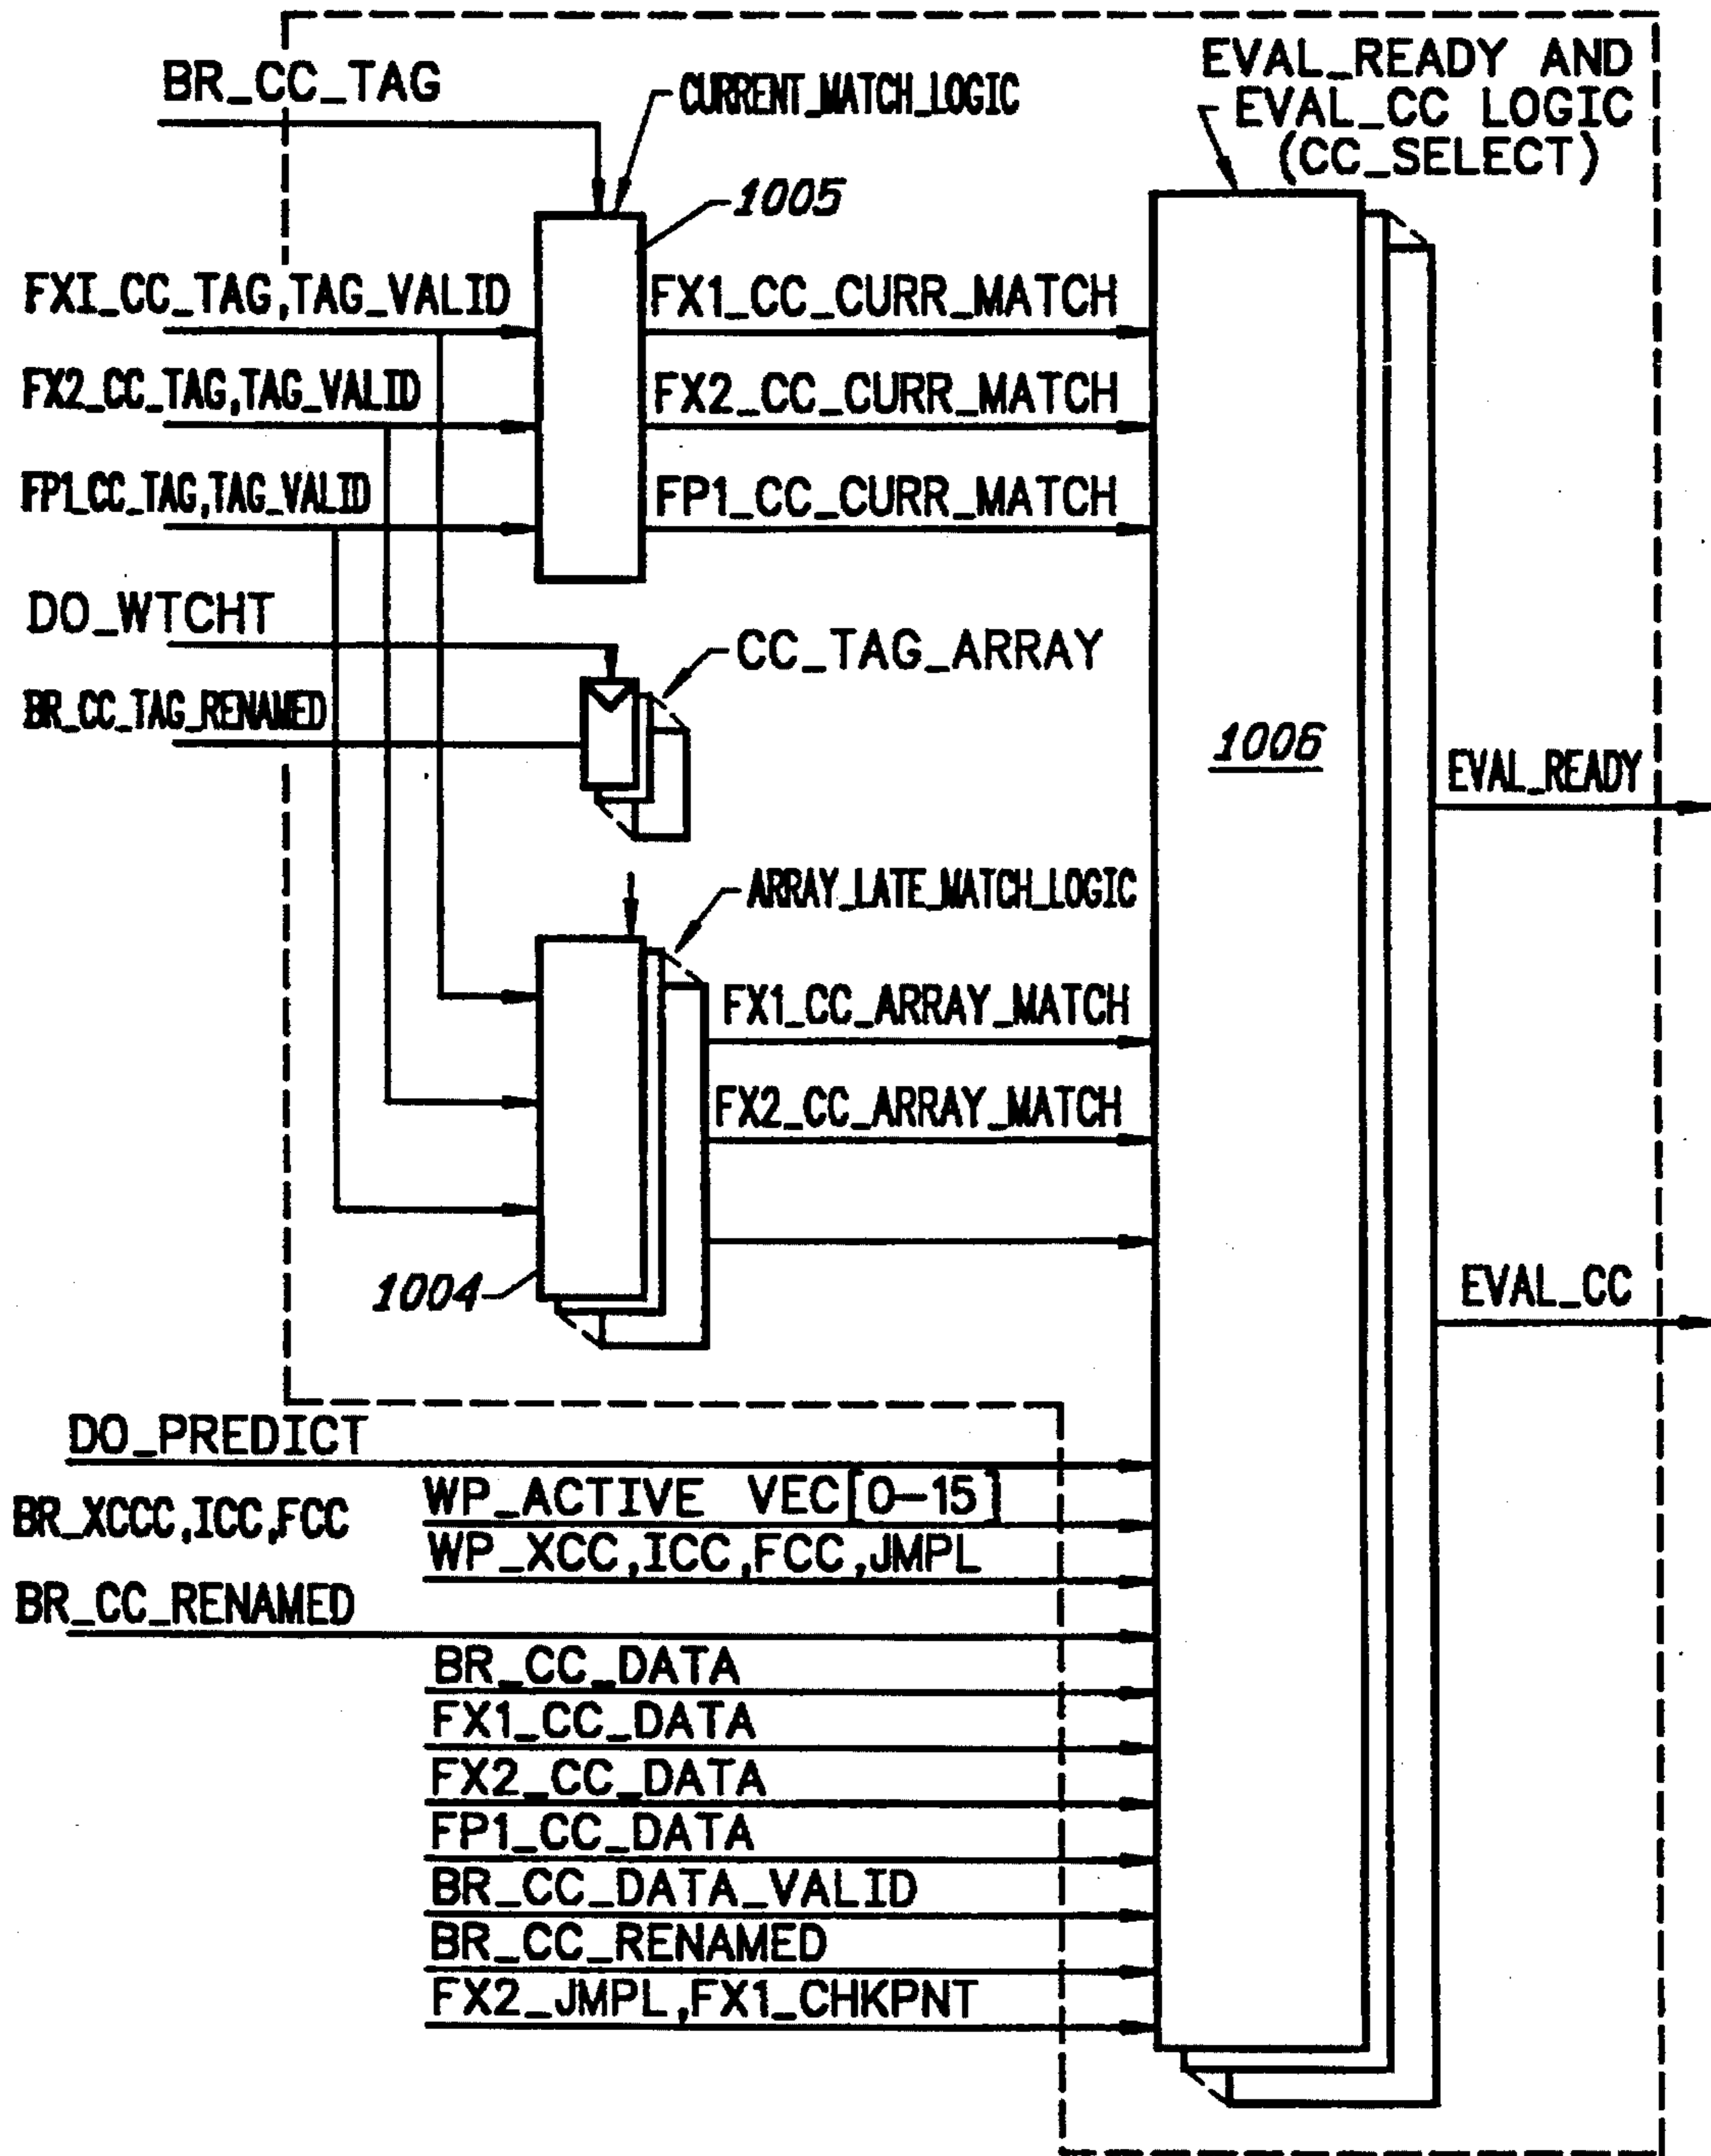 BR_CC_TAG
CURRENT_MATCH_LOGIC
EVAL_READY AND
EVAL_CC LOGIC
(CC_SELECT)
1005
FXI_CC_TAG,TAG_VALID
FX1_CC_CURR_MATCH
FX2_CC_TAG,TAG_VALID
FX2_CC_CURR_MATCH
FP1_CC_TAG,TAG_VALID
FP1_CC_CURR_MATCH
DO_WTCHT
CC_TAG_ARRAY
BR_CC_TAG_RENAMED
1006
EVAL_READY
ARRAY_LATE_MATCH_LOGIC
FX1_CC_ARRAY_MATCH
FX2_CC_ARRAY_MATCH
1004
EVAL_CC
DO_PREDICT
WP_ACTIVE VEC[0-15]
BR_XCCC,ICC,FCC
WP_XCC,ICC,FCC,JMPL
BR_CC_RENAMED
BR_CC_DATA
FX1_CC_DATA
FX2_CC_DATA
FP1_CC_DATA
BR_CC_DATA_VALID
BR_CC_RENAMED
FX2_JMPL,FX1_CHKPNT